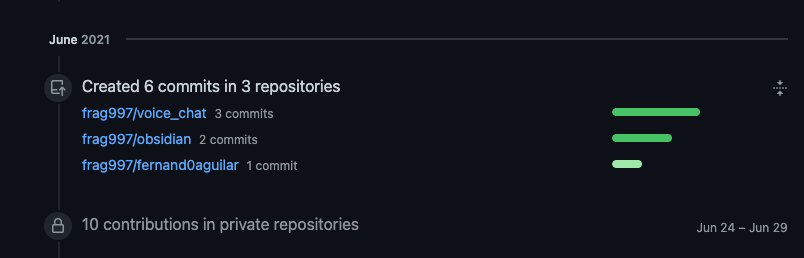 June 2021
Created 6 commits in 3 repositories
frag997/voice_chat 3 commits
frag997/obsidian 2 commits
frag997/fernand0aguilar 1 commit
10 contributions in private repositories Jun 24 – Jun 29